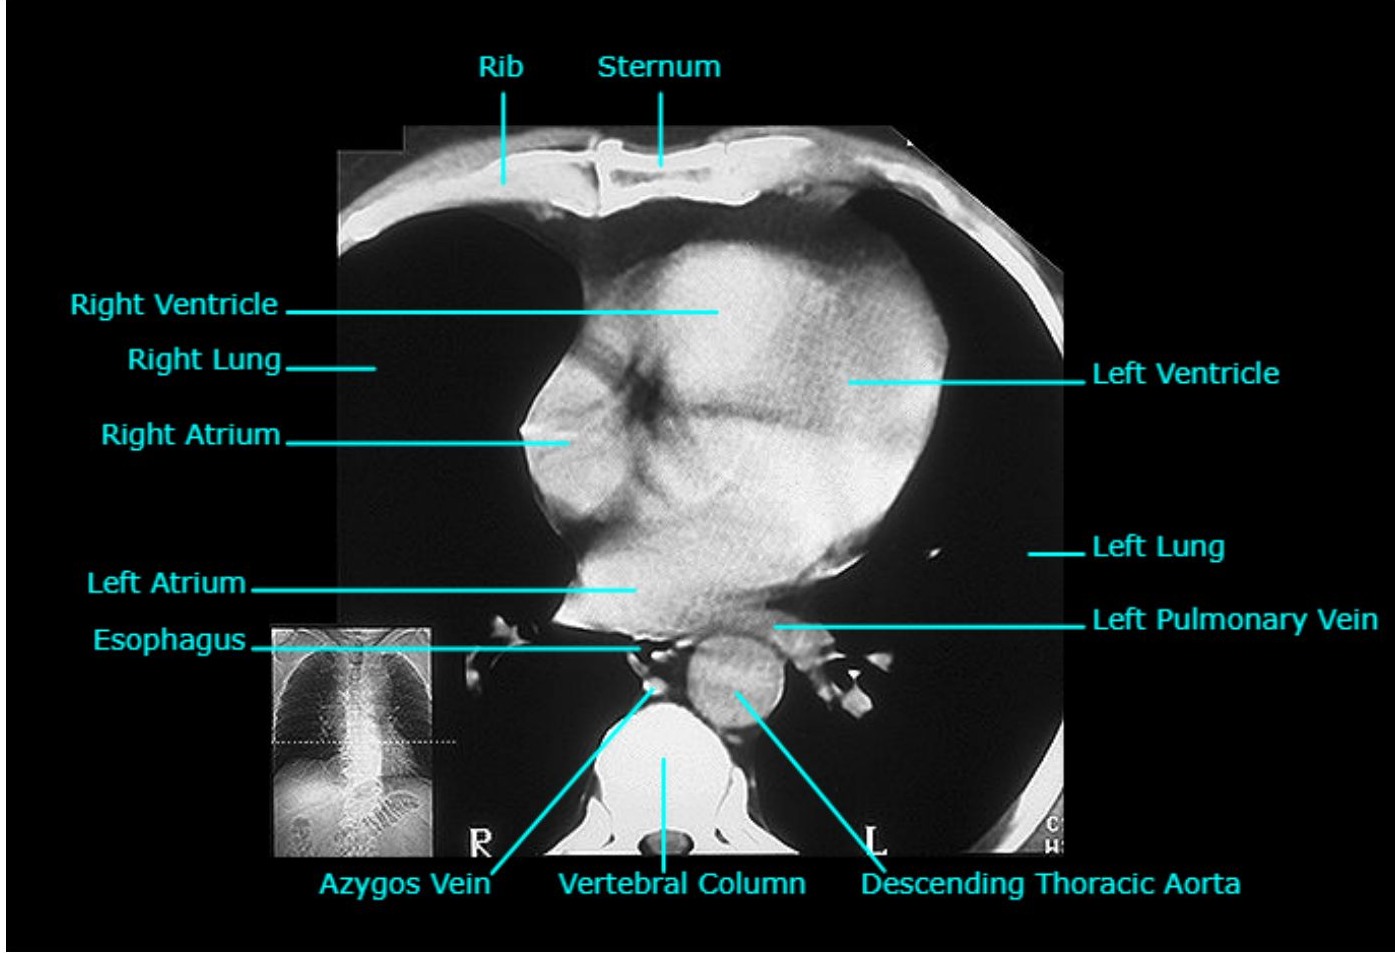 Rib
Sternum
Right Ventricle
Right Lung
Left Ventricle
Right Atrium
Left Lung
Left Atrium
Left Pulmonary Vein
Esophagus
R
L
C
W
Azygos Vein
Vertebral Column
Descending Thoracic Aorta